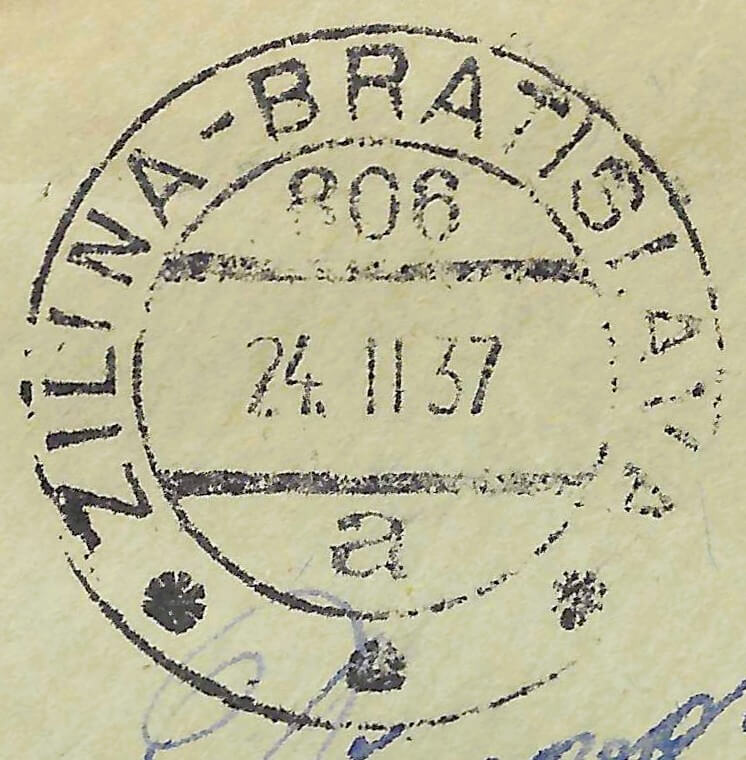 ŽILINA-BRATISLAVA
806
24. II 37
a